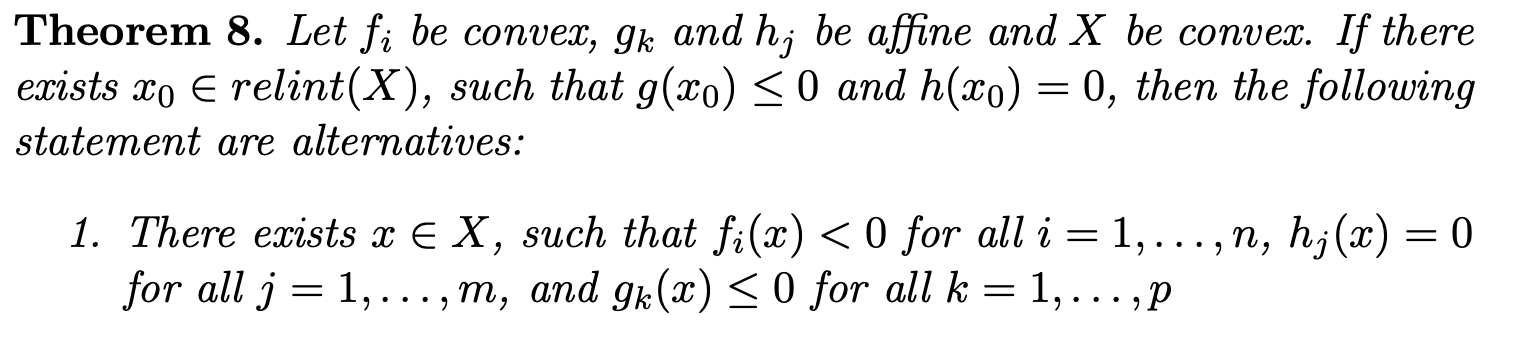 Theorem 8. Let fᵢ be convex, gₖ and hⱼ be affine and X be convex. If there
exists x₀ ∈ relint(X), such that g(x₀) ≤ 0 and h(x₀) = 0, then the following
statement are alternatives:
1. There exists x ∈ X, such that fᵢ(x) < 0 for all i = 1, . . . , n, hⱼ(x) = 0
for all j = 1, . . . , m, and gₖ(x) ≤ 0 for all k = 1, . . . , p